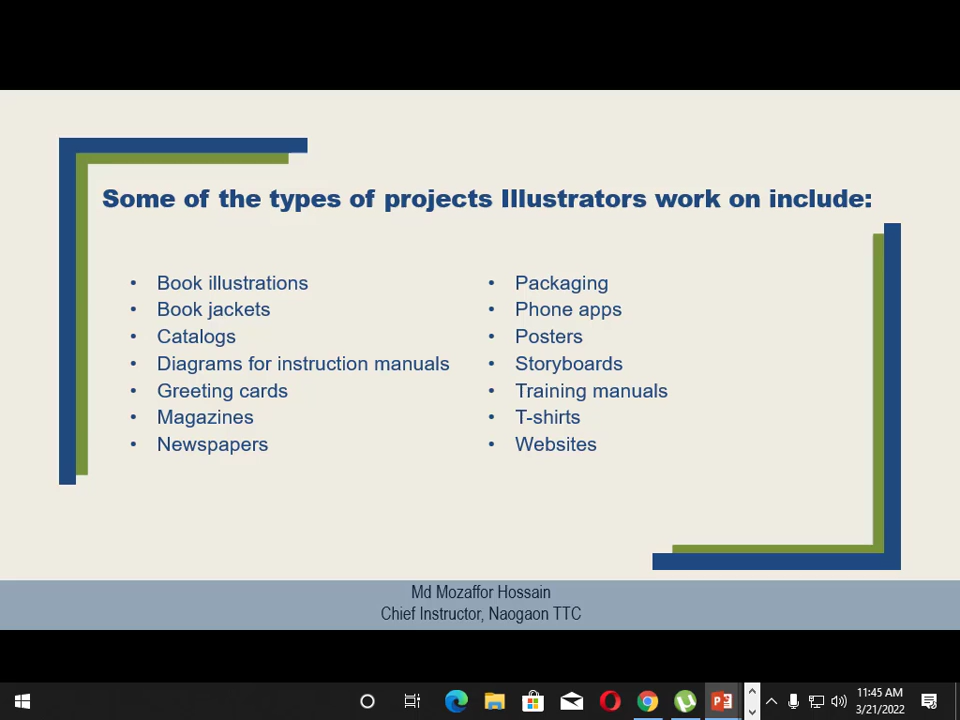 Some of the types of projects Illustrators work on include:
• Book illustrations
• Book jackets
• Catalogs
• Diagrams for instruction manuals
• Greeting cards
• Magazines
• Newspapers
• Packaging
• Phone apps
• Posters
• Storyboards
• Training manuals
• T-shirts
• Websites
Md Mozaffor Hossain
Chief Instructor, Naogaon TTC
11:45 AM
3/21/2022